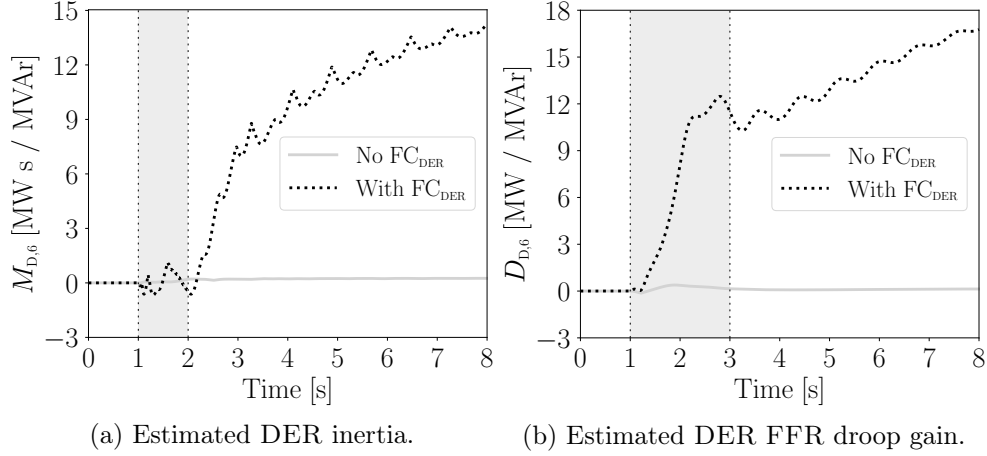 15
12
9
6
3
0
−3
M_D,6 [MW s / MVAr]
No FC_DER
With FC_DER
0 1 2 3 4 5 6 7 8
Time [s]
(a) Estimated DER inertia.
18
15
12
9
6
3
0
−3
D_D,6 [MW / MVAr]
No FC_DER
With FC_DER
0 1 2 3 4 5 6 7 8
Time [s]
(b) Estimated DER FFR droop gain.